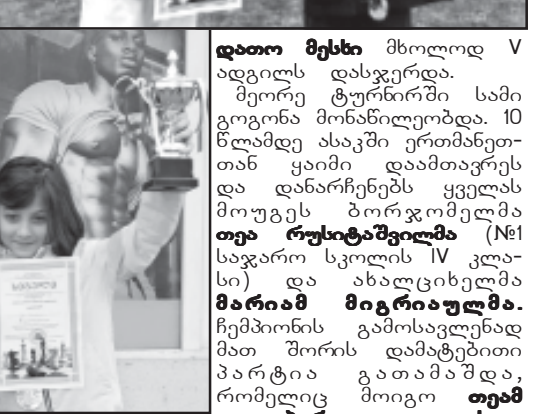 დათო მესხი მხოლოდ V
ადგილს დასჯერდა.
მეორე ტურნირში სამი
გოგონა მონაწილეობდა. 10
წლამდე ასაკში ერთმანეთ-
თან ყაიმი დაამთავრეს
და დანარჩენებს ყველას
მოუგეს ბორჯომელმა
თეა რუსიტაშვილმა (№1
საჯარო სკოლის IV კლა-
სი) და ახალციხელმა
მარიამ მიგრიაულმა.
ჩემპიონის გამოსავლენად
მათ შორის დამატებითი
პარტია გათამაშდა,
რომელიც მოიგო თეამ